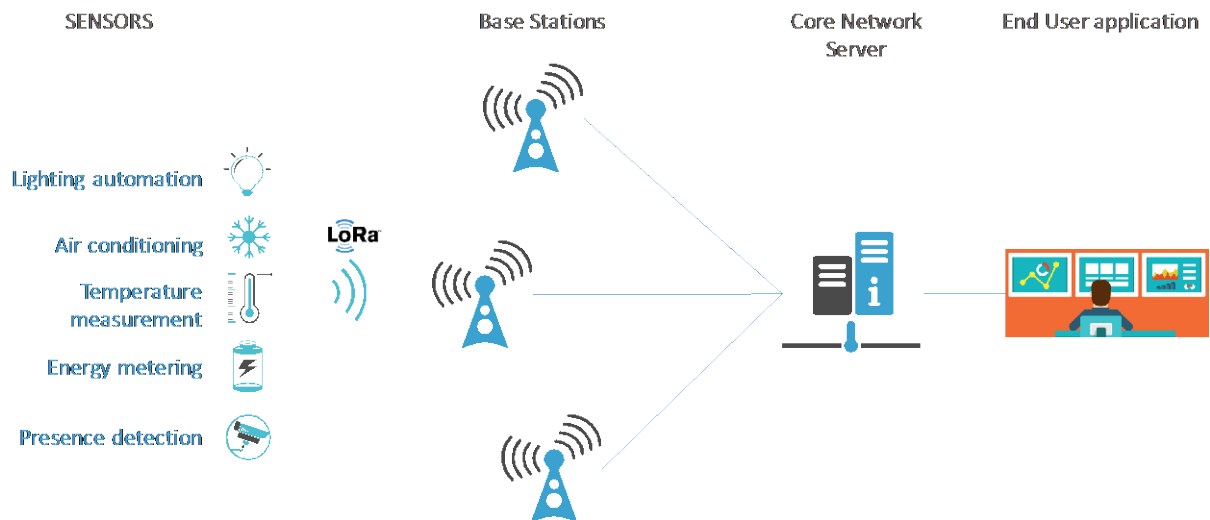 SENSORS
Base Stations
Core Network
Server
End User application
Lighting automation
Air conditioning
LoRa
Temperature
measurement
Energy metering
Presence detection
i